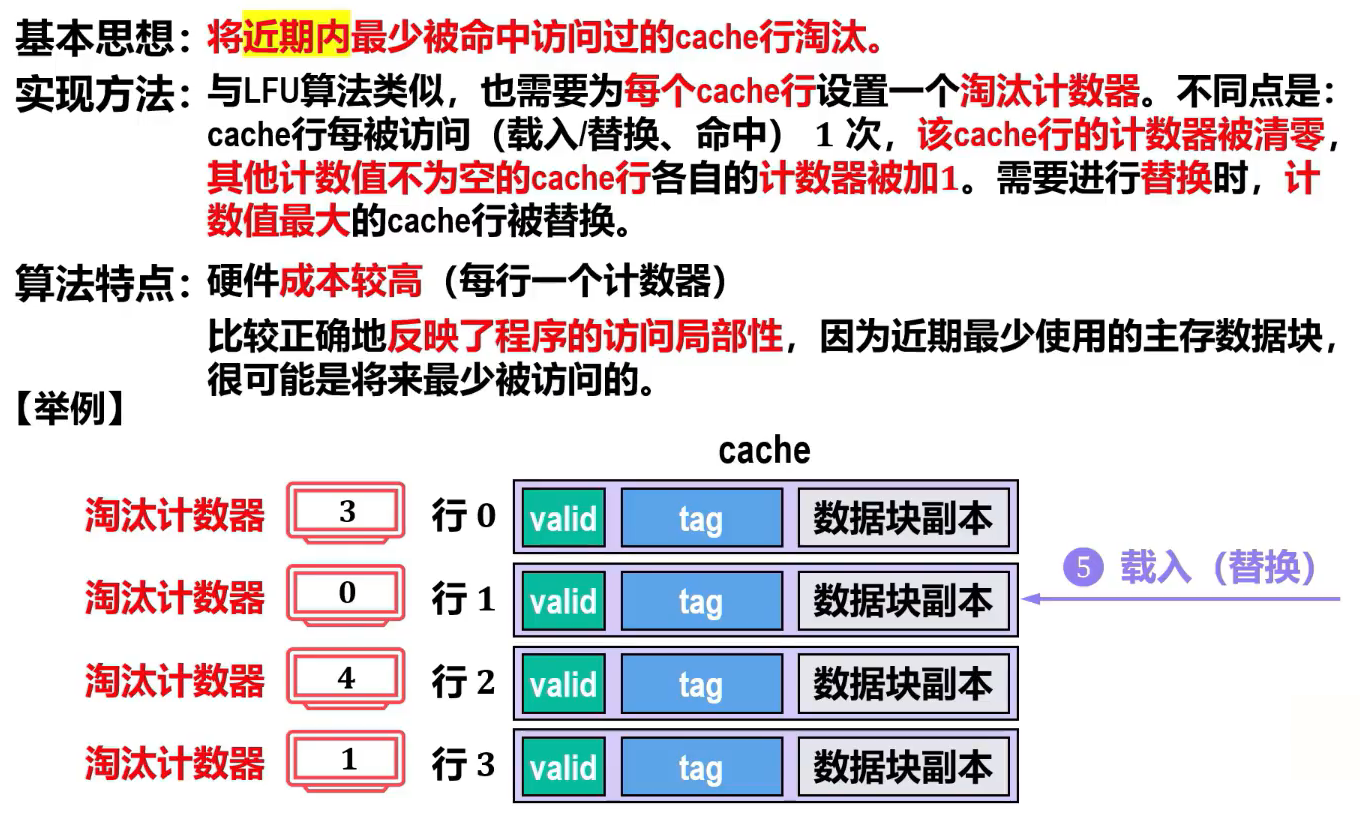 基本思想：将近期内最少被命中访问过的cache行淘汰。
实现方法：与LFU算法类似，也需要为每个cache行设置一个淘汰计数器。不同点是：
cache行每被访问（载入/替换、命中） 1 次，该cache行的计数器被清零，
其他计数值不为空的cache行各自的计数器被加1。需要进行替换时，计
数值最大的cache行被替换。
算法特点：硬件成本较高（每行一个计数器）
比较正确地反映了程序的访问局部性，因为近期最少使用的主存数据块，
很可能是将来最少被访问的。
【举例】
cache
淘汰计数器 3 行 0 valid tag 数据块副本
❺ 载入（替换）
淘汰计数器 0 行 1 valid tag 数据块副本
淘汰计数器 4 行 2 valid tag 数据块副本
淘汰计数器 1 行 3 valid tag 数据块副本